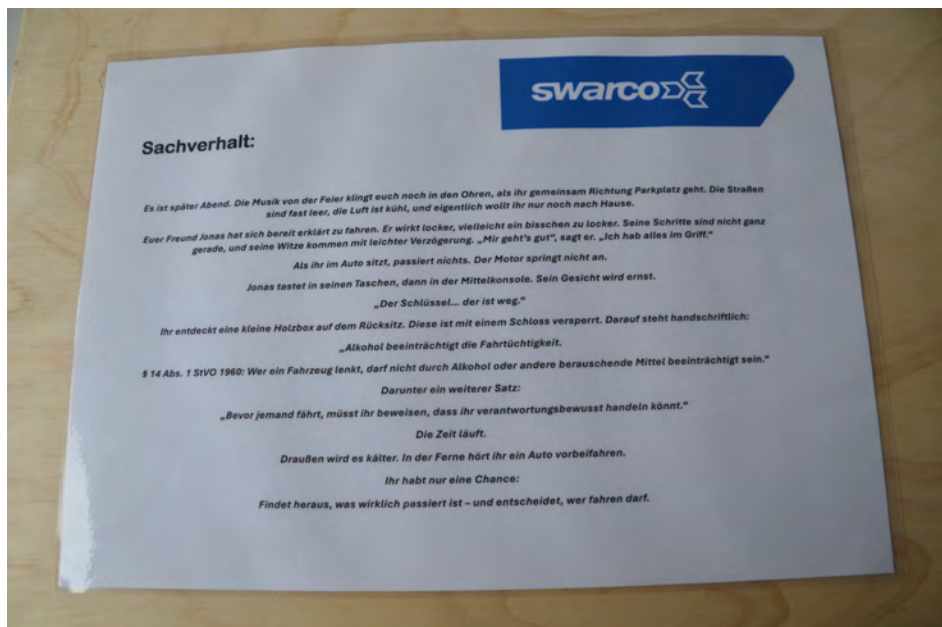 swarco
Sachverhalt:
Es ist später Abend. Die Musik von der Feier klingt euch noch in den Ohren, als ihr gemeinsam Richtung Parkplatz geht. Die Straßen
sind fast leer, die Luft ist kühl, und eigentlich wollt ihr nur noch nach Hause.
Euer Freund Jonas hat sich bereit erklärt zu fahren. Er wirkt locker, vielleicht ein bisschen zu locker. Seine Schritte sind nicht ganz
gerade, und seine Witze kommen mit leichter Verzögerung. „Mir geht's gut“, sagt er. „Ich hab alles im Griff.“
Als ihr im Auto sitzt, passiert nichts. Der Motor springt nicht an.
Jonas tastet in seinen Taschen, dann in der Mittelkonsole. Sein Gesicht wird ernst.
„Der Schlüssel... der ist weg.“
Ihr entdeckt eine kleine Holzbox auf dem Rücksitz. Diese ist mit einem Schloss versperrt. Darauf steht handschriftlich:
„Alkohol beeinträchtigt die Fahrtüchtigkeit.
§ 14 Abs. 1 StVO 1960: Wer ein Fahrzeug lenkt, darf nicht durch Alkohol oder andere berauschende Mittel beeinträchtigt sein.“
Darunter ein weiterer Satz:
„Bevor jemand fährt, müsst ihr beweisen, dass ihr verantwortungsbewusst handeln könnt.“
Die Zeit läuft.
Draußen wird es kälter. In der Ferne hört ihr ein Auto vorbeifahren.
Ihr habt nur eine Chance:
Findet heraus, was wirklich passiert ist – und entscheidet, wer fahren darf.